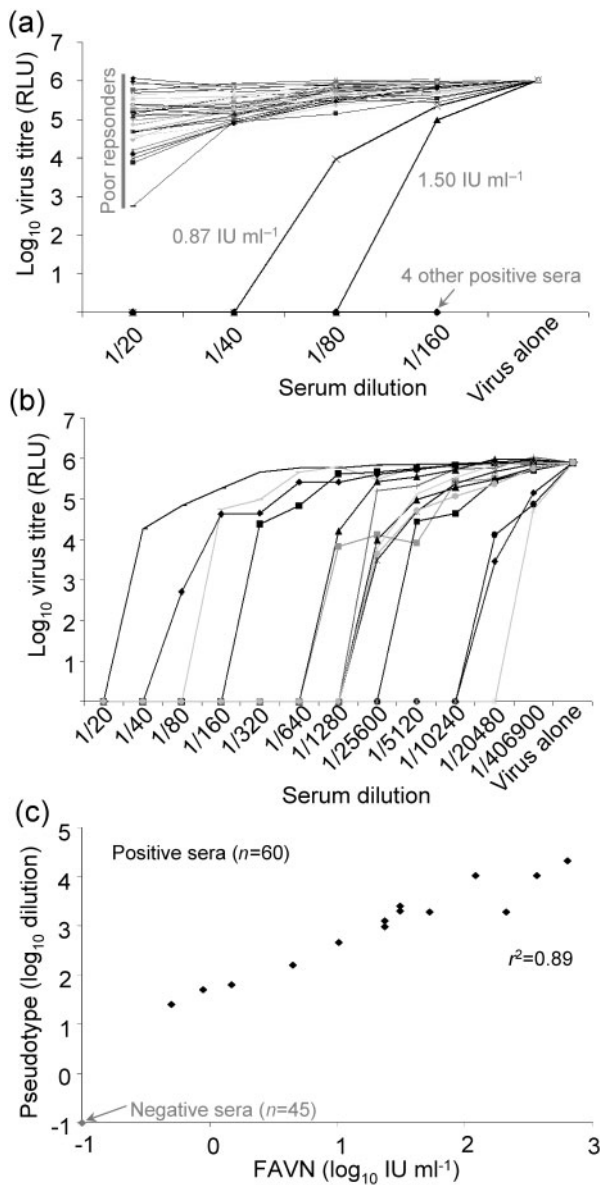 (a)
7
6
5
4
3
2
1
Log10 virus titre (RLU)
Poor repsonders
0.87 IU ml−1
1.50 IU ml−1
4 other positive sera
1/20
1/40
1/80
1/160
Virus alone
Serum dilution
(b)
7
6
5
4
3
2
1
Log10 virus titre (RLU)
1/20
1/40
1/80
1/160
1/320
1/640
1/1280
1/25600
1/5120
1/10240
1/20480
1/406900
Virus alone
Serum dilution
(c)
5
4
3
2
1
0
-1
Pseudotype (log10 dilution)
Positive sera (n=60)
r2=0.89
Negative sera (n=45)
-1
0
1
2
3
FAVN (log10 IU ml-1)